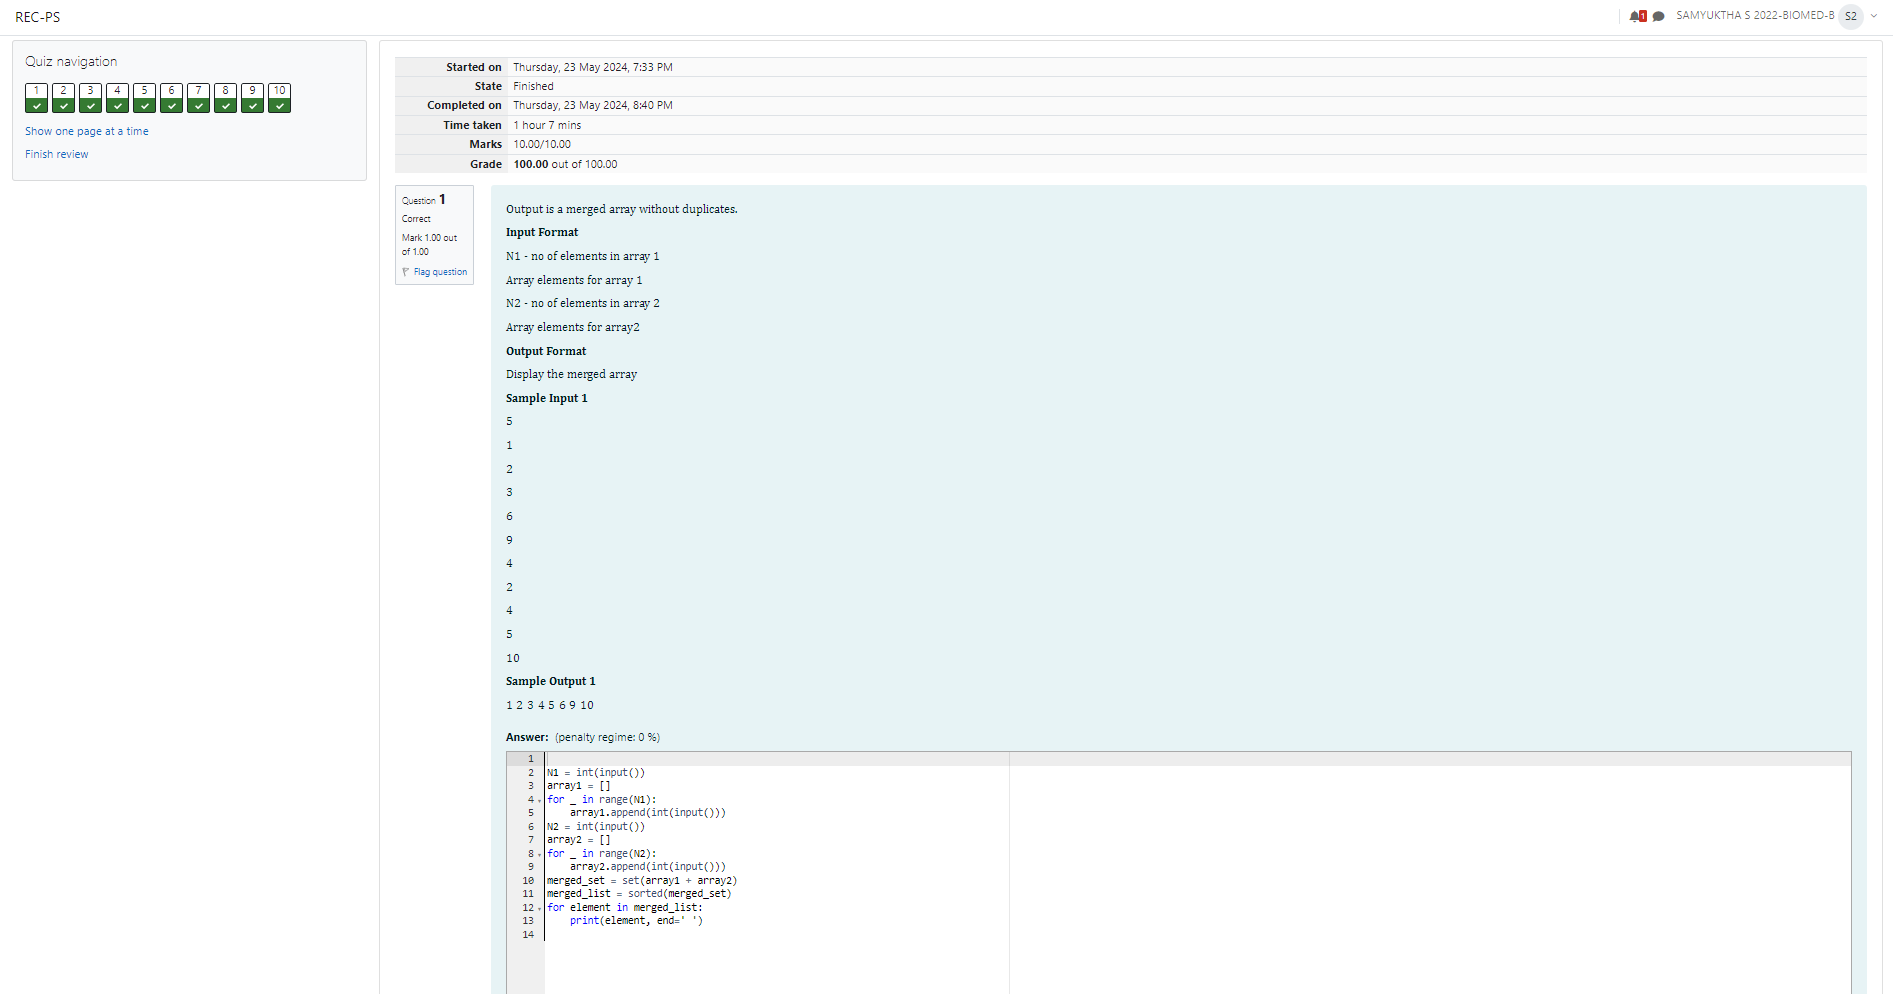 REC-PS
1
SAMYUKTHA S 2022-BIOMED-B
S2
Quiz navigation
1 2 3 4 5 6 7 8 9 10
Show one page at a time
Finish review
Started on Thursday, 23 May 2024, 7:33 PM
State Finished
Completed on Thursday, 23 May 2024, 8:40 PM
Time taken 1 hour 7 mins
Marks 10.00/10.00
Grade 100.00 out of 100.00
Question 1
Correct
Mark 1.00 out
of 1.00
Flag question
Output is a merged array without duplicates.
Input Format
N1 - no of elements in array 1
Array elements for array 1
N2 - no of elements in array 2
Array elements for array2
Output Format
Display the merged array
Sample Input 1
5
1
2
3
6
9
4
2
4
5
10
Sample Output 1
1 2 3 4 5 6 9 10
Answer: (penalty regime: 0 %)
1
2 N1 = int(input())
3 array1 = []
4 for _ in range(N1):
5     array1.append(int(input()))
6 N2 = int(input())
7 array2 = []
8 for _ in range(N2):
9     array2.append(int(input()))
10 merged_set = set(array1 + array2)
11 merged_list = sorted(merged_set)
12 for element in merged_list:
13     print(element, end=' ')
14